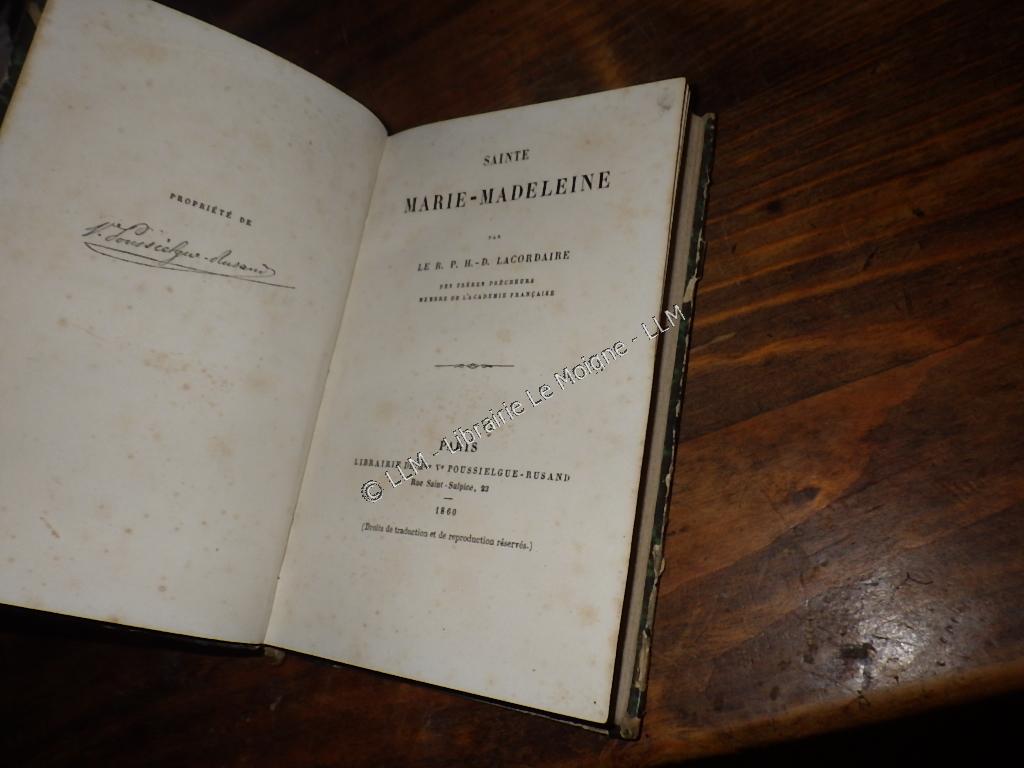 PROPRIÉTÉ DE
Vᵉ Poussielgue-Rusand
SAINTE
MARIE-MADELEINE
PAR
LE R. P. H.-D. LACORDAIRE
DES FRÈRES PRÊCHEURS
MEMBRE DE L'ACADÉMIE FRANÇAISE
PARIS
LIBRAIRIE Vᵉ POUSSIELGUE-RUSAND
Rue Saint-Sulpice, 23
1860
(Droits de traduction et de reproduction réservés.)
© LLM - Librairie Le Moigne - LLM